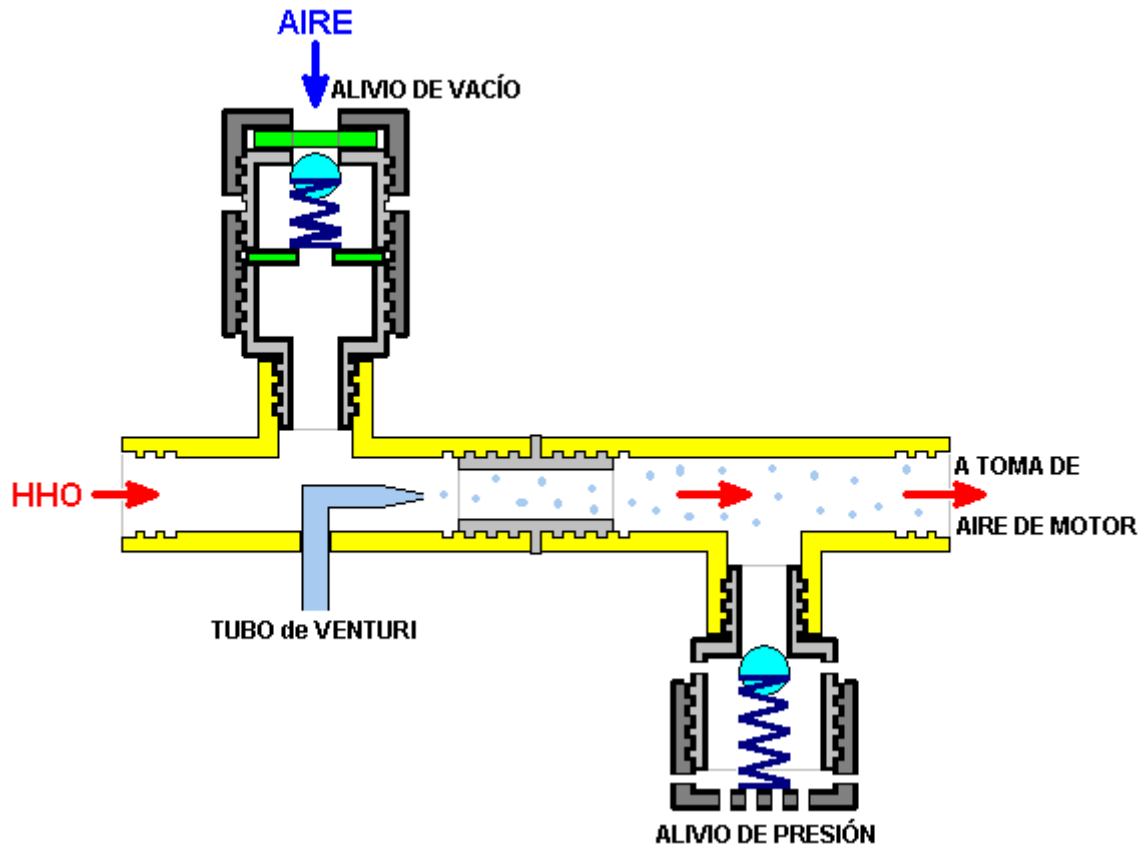 AIRE
ALIVIO DE VACÍO
HHO
A TOMA DE
AIRE DE MOTOR
TUBO de VENTURI
ALIVIO DE PRESIÓN